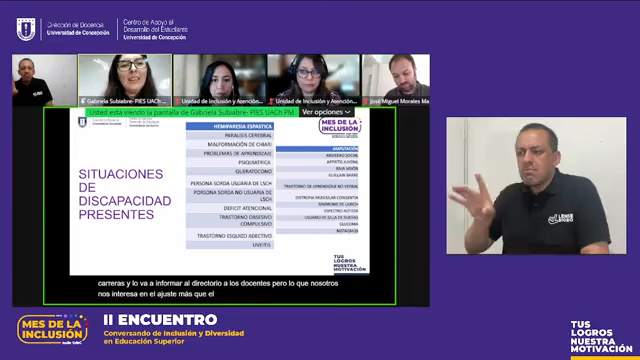 Dirección de Docencia
Universidad de Concepción
Centro de Apoyo al
Desarrollo del Estudiante
Universidad de Concepción
Gabriela Subiabre- PIES UACh
Unidad de Inclusión y Atención...
Unidad de Inclusión y Atención...
José Miguel Morales Ma
Usted está viendo la pantalla de Gabriela Subiabre- PIES UACh PM
Ver opciones
MES DE LA
INCLUSIÓN
SITUACIONES
DE
DISCAPACIDAD
PRESENTES
HEMIPARESIA ESPASTICA
PARALISIS CEREBRAL
MALFORMACIÓN DE CHIARI
PROBLEMAS DE APRENDIZAJE
PSIQUIATRICA
QUERATOCONO
PERSONA SORDA USUARIA DE LSCH
PERSONA SORDA NO USUARIA DE
LSCH
DEFICIT ATENCIONAL
TRASTORNO OBSESIVO
COMPULSIVO
TRASTORNO ESQUIZO AFECTIVO
UVEITIS
AMPUTACIÓN
ANSIEDAD SOCIAL
ARTRITIS JUVENIL
BAJA VISIÓN
GUILLAIN BARRE
TRASTORNO DE APRENDIZAJE NO VERBAL
DISTROFIA MUSCULAR CONGENITA
ESPECTRO AUTISTA
USUARIO DE SILLA DE RUEDAS
GLAUCOMA
NISTAGMUS
TUS
LOGROS
NUESTRA
MOTIVACIÓN
carreras y lo va a informar al directorio a los docentes pero lo que nosotros
nos interesa en el ajuste más que el
MES DE LA
INCLUSIÓN
II ENCUENTRO
Conversando de Inclusión y Diversidad
en Educación Superior
TUS
LOGROS
NUESTRA
MOTIVACIÓN